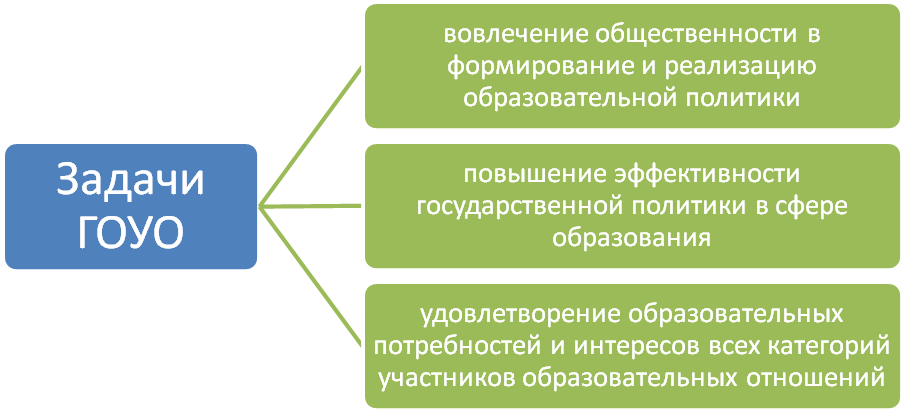 Задачи
ГОУО
вовлечение общественности в
формирование и реализацию
образовательной политики
повышение эффективности
государственной политики в сфере
образования
удовлетворение образовательных
потребностей и интересов всех категорий
участников образовательных отношений